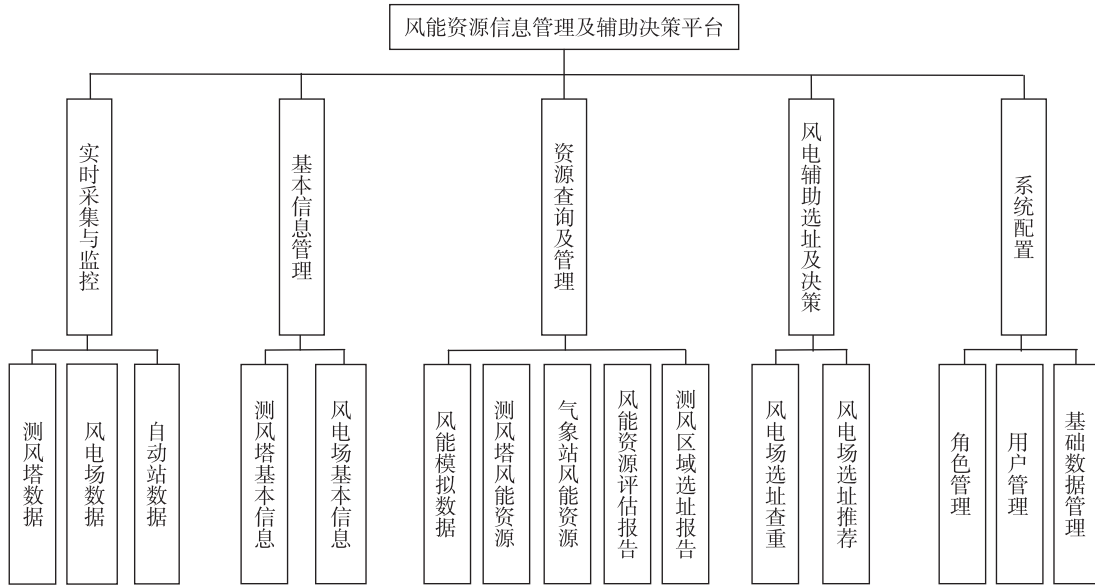 风能资源信息管理及辅助决策平台
实时采集与监控
基本信息管理
资源查询及管理
风电辅助选址及决策
系统配置
测风塔数据
风电场数据
自动站数据
测风塔基本信息
风电场基本信息
风能模拟数据
测风塔风能资源
气象站风能资源
风能资源评估报告
测风区域选址报告
风电场选址查重
风电场选址推荐
角色管理
用户管理
基础数据管理